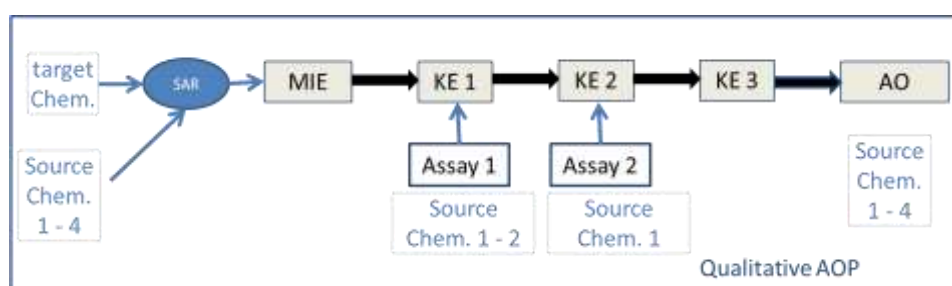 target
Chem.
SAR
MIE
KE 1
KE 2
KE 3
AO
Source
Chem.
1 - 4
Assay 1
Source
Chem. 1 - 2
Assay 2
Source
Chem. 1
Source
Chem.
1 - 4
Qualitative AOP